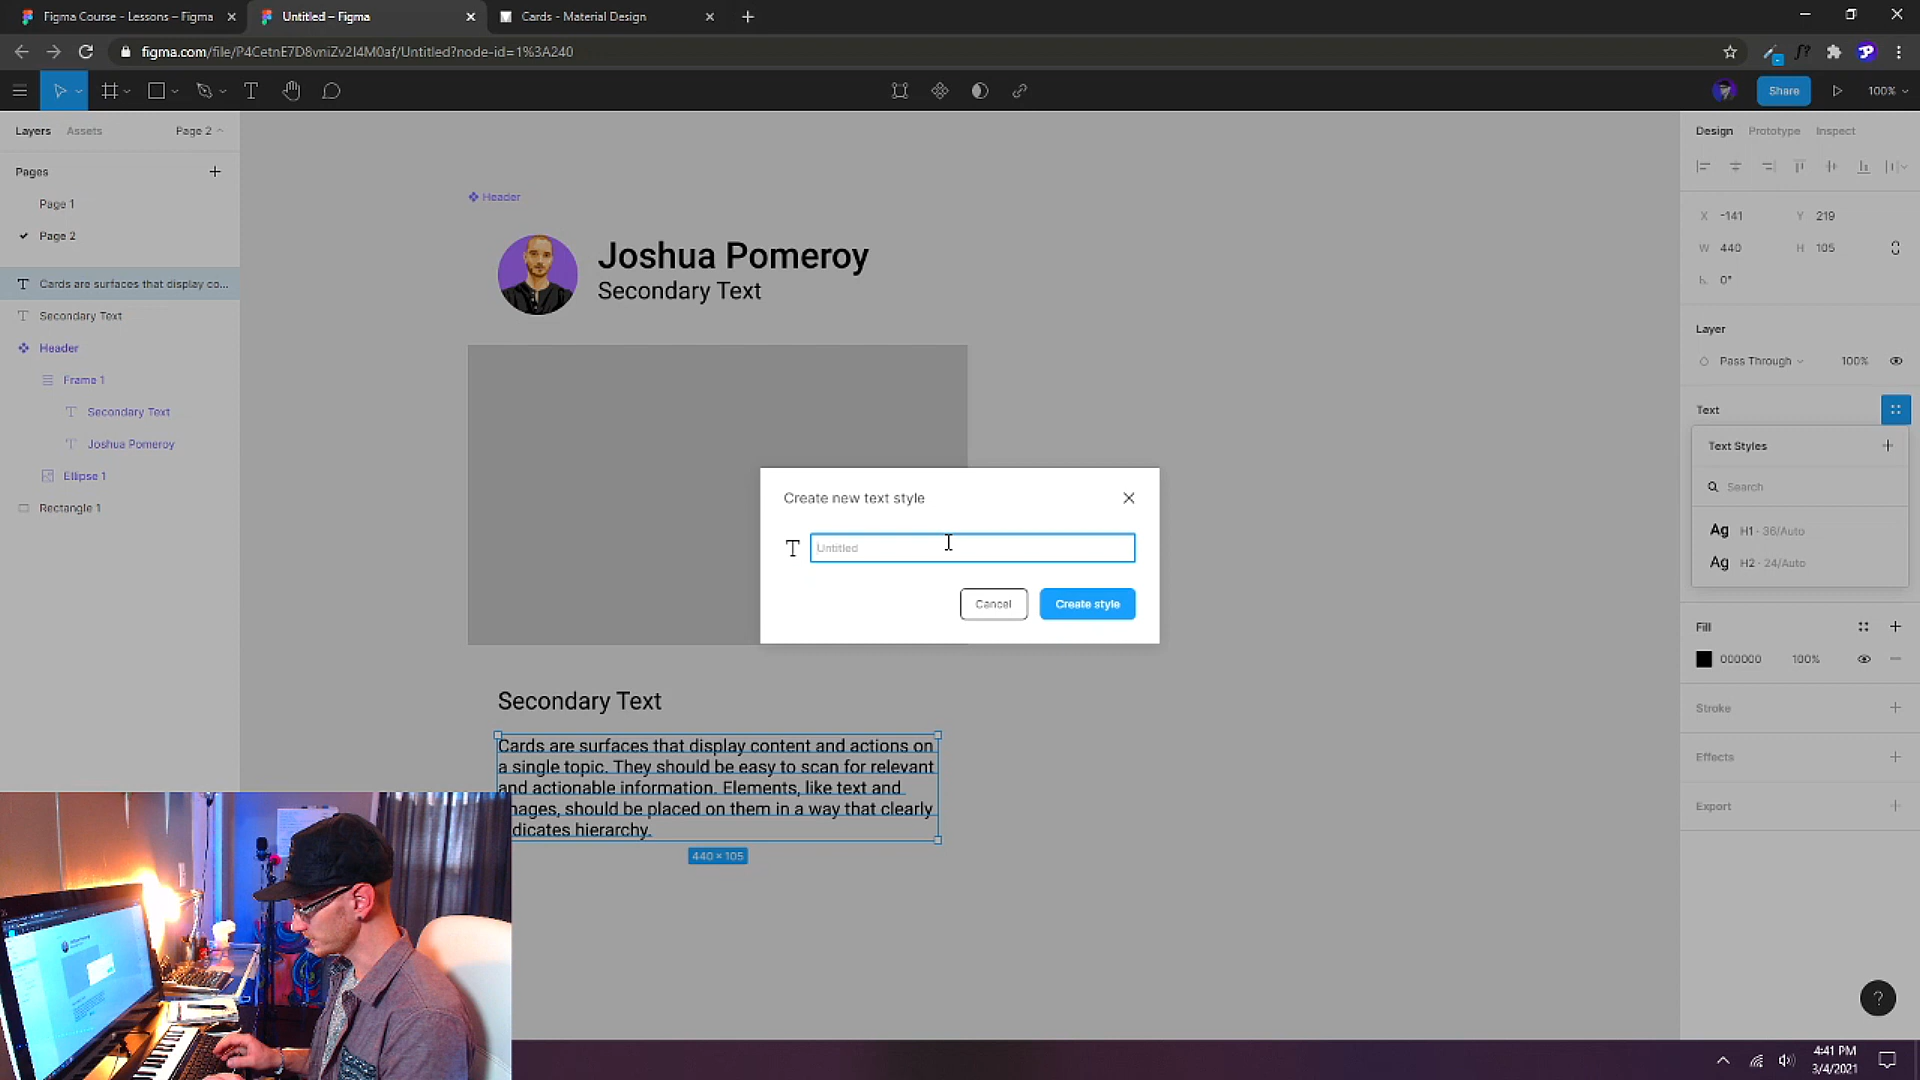 Figma Course - Lessons – Figma
Untitled – Figma
Cards - Material Design
figma.com/file/P4CetnE7D8vniZv2I4M0af/Untitled?node-id=1%3A240
Share
100%
Layers
Assets
Page 2
Pages
Page 1
Page 2
Cards are surfaces that display co...
Secondary Text
Header
Frame 1
Secondary Text
Joshua Pomeroy
Ellipse 1
Rectangle 1
Header
Joshua Pomeroy
Secondary Text
Create new text style
Untitled
Cancel
Create style
Secondary Text
Cards are surfaces that display content and actions on
a single topic. They should be easy to scan for relevant
and actionable information. Elements, like text and
mages, should be placed on them in a way that clearly
dicates hierarchy.
440 × 105
Design
Prototype
Inspect
X -141
Y 219
W 440
H 105
0°
Layer
Pass Through
100%
Text
Text Styles
Search
Ag H1 · 36/Auto
Ag H2 · 24/Auto
Fill
000000
100%
Stroke
Effects
Export
?
4:41 PM
3/4/2021